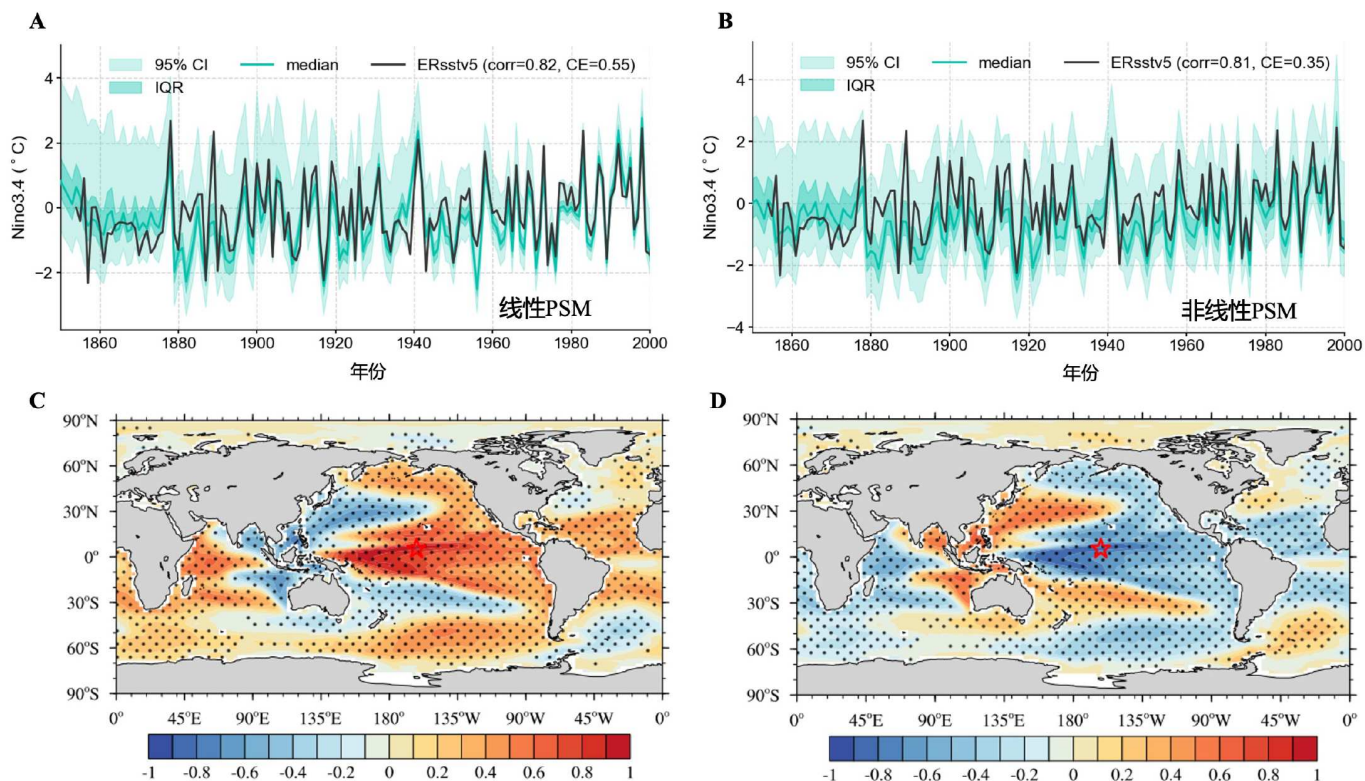 A
95% CI
IQR
median
ERsstv5 (corr=0.82, CE=0.55)
Nino3.4 (°C)
4
2
0
−2
线性PSM
1860 1880 1900 1920 1940 1960 1980 2000
年份
B
95% CI
IQR
median
ERsstv5 (corr=0.81, CE=0.35)
Nino3.4 (°C)
4
2
0
−2
−4
非线性PSM
1860 1880 1900 1920 1940 1960 1980 2000
年份
C
90°N
60°N
30°N
0°
30°S
60°S
90°S
0° 45°E 90°E 135°E 180° 135°W 90°W 45°W 0°
-1 -0.8 -0.6 -0.4 -0.2 0 0.2 0.4 0.6 0.8 1
D
90°N
60°N
30°N
0°
30°S
60°S
90°S
0° 45°E 90°E 135°E 180° 135°W 90°W 45°W 0°
-1 -0.8 -0.6 -0.4 -0.2 0 0.2 0.4 0.6 0.8 1